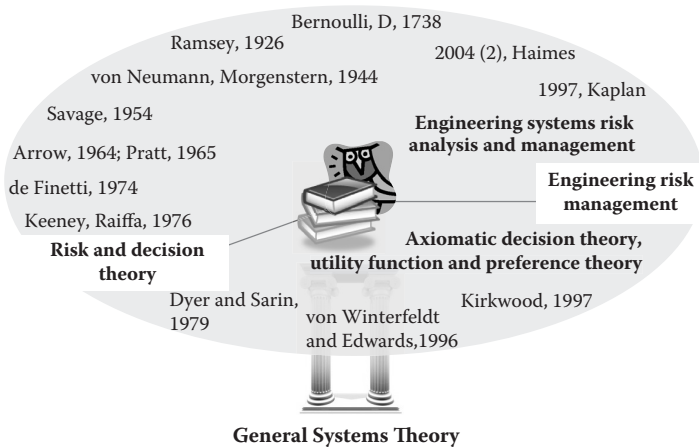 Bernoulli, D, 1738
Ramsey, 1926
2004 (2), Haimes
von Neumann, Morgenstern, 1944
1997, Kaplan
Savage, 1954
Engineering systems risk
analysis and management
Arrow, 1964; Pratt, 1965
de Finetti, 1974
Engineering risk
management
Keeney, Raiffa, 1976
Risk and decision
theory
Axiomatic decision theory,
utility function and preference theory
Dyer and Sarin,
1979
von Winterfeldt
and Edwards,1996
Kirkwood, 1997
General Systems Theory